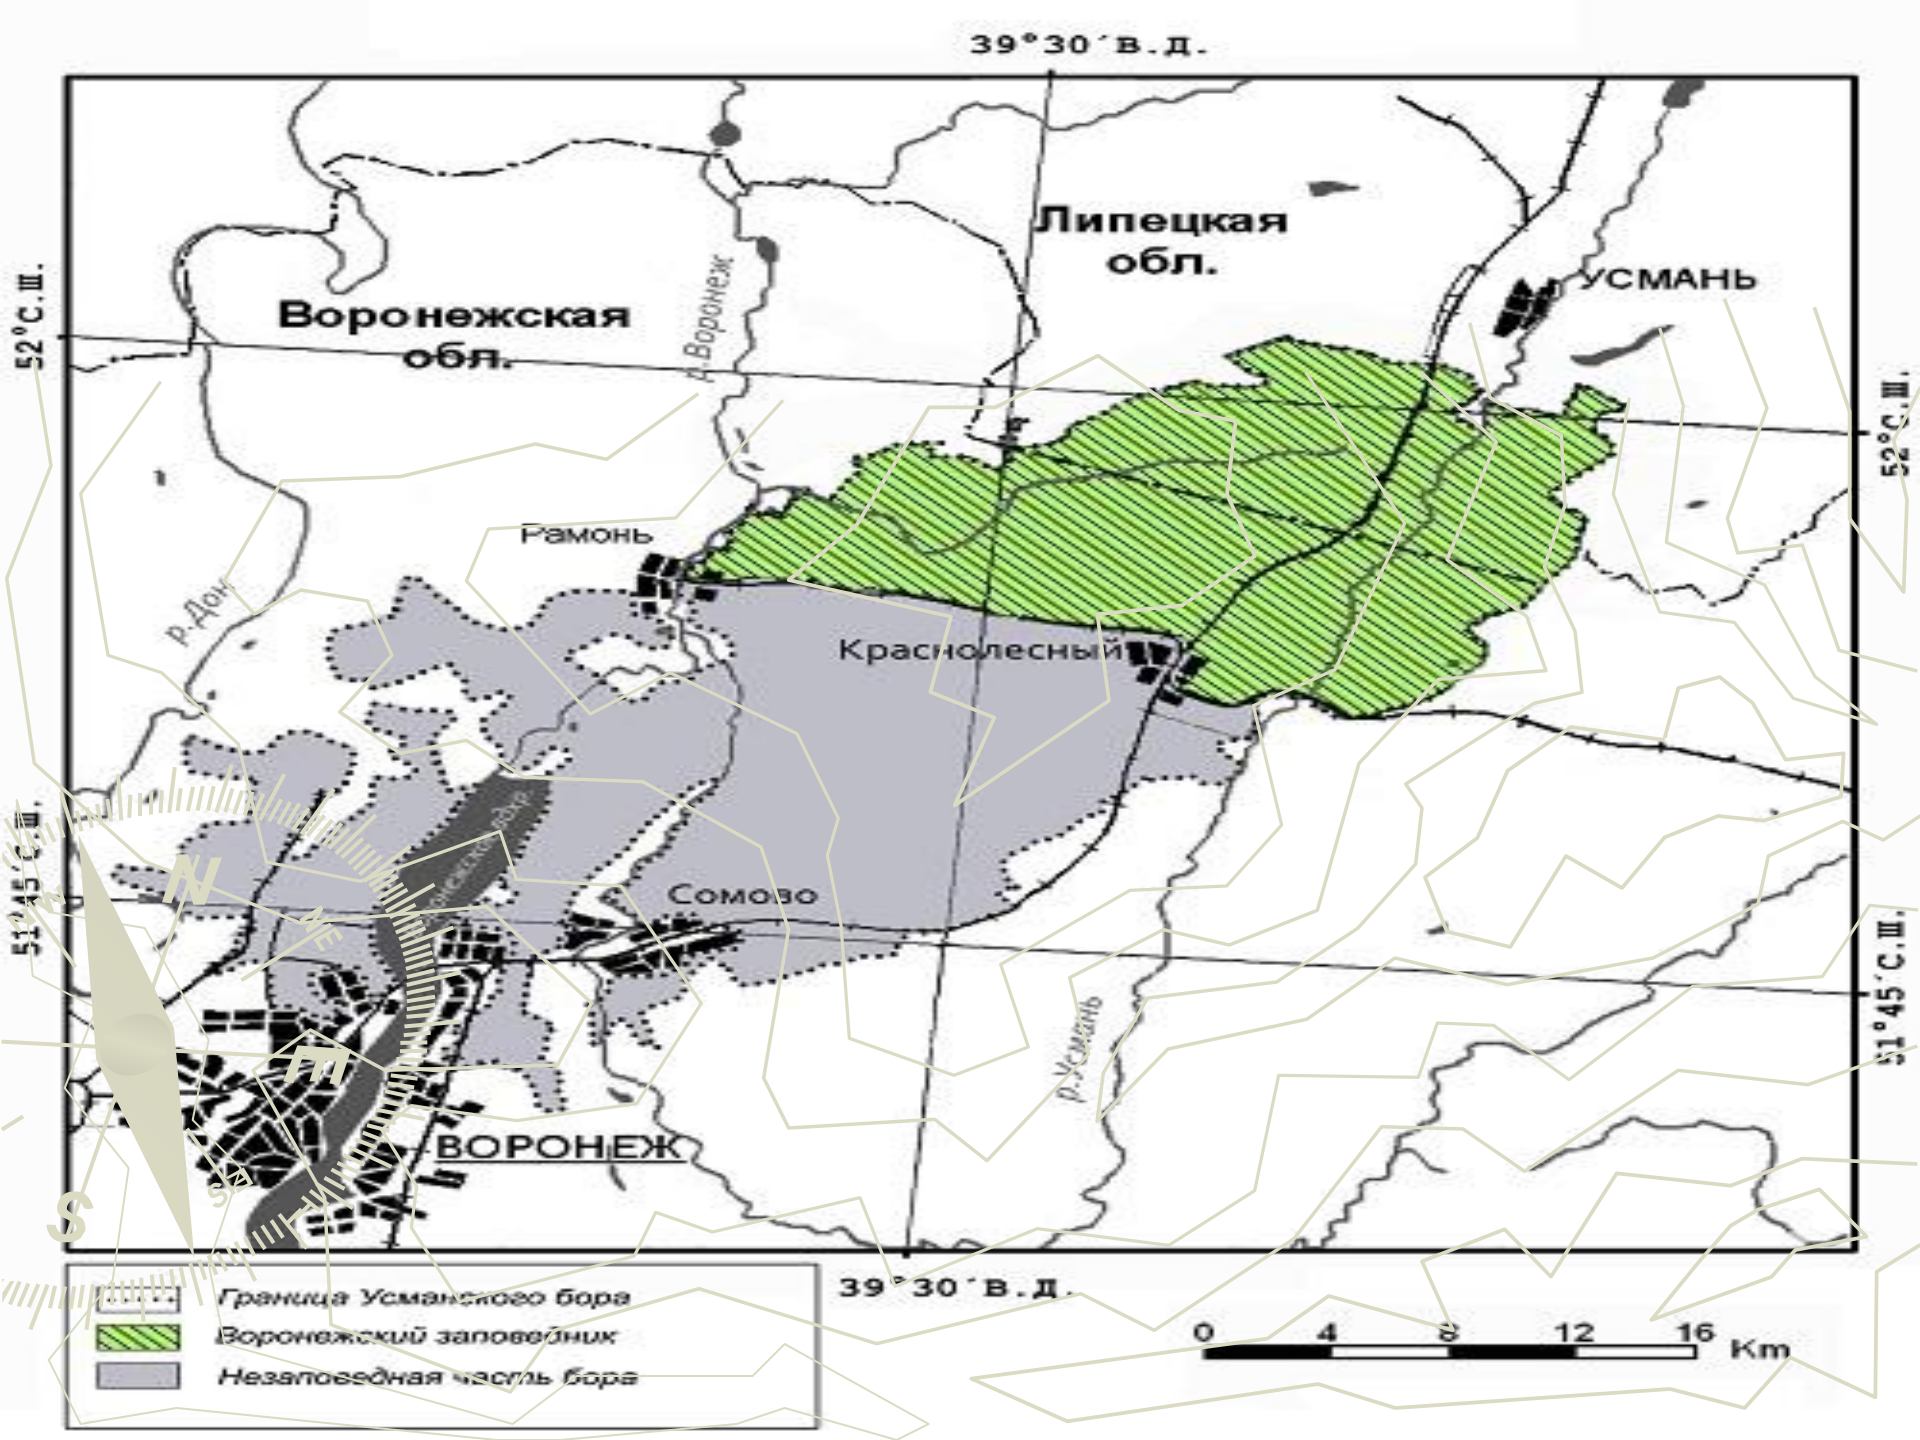 39°30´В.Д.
Липецкая
обл.
УСМАНЬ
52°С.Ш.
Воронежская
обл.
р.Воронеж
52°С.Ш.
Рамонь
р.Дон
Краснолесный
51°45´С.Ш.
N
NE
Сомово
51°45´С.Ш.
р.Усмань
E
ВОРОНЕЖ
S
39°30´В.Д.
Граница Усманского бора
Воронежский заповедник
Незаповедная часть бора
0 4 8 12 16 Km